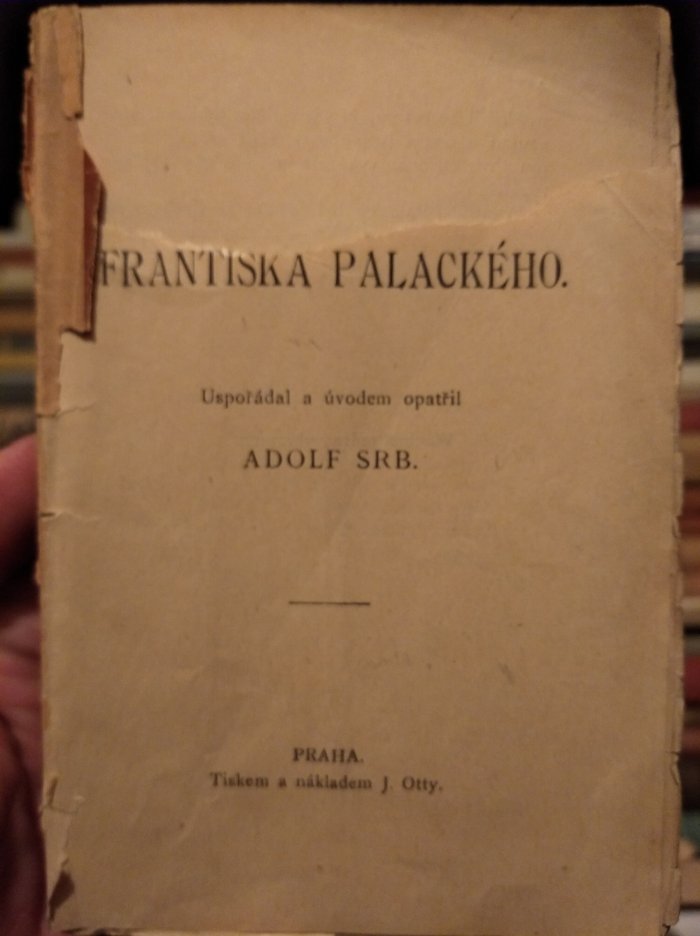 FRANTIŠKA PALACKÉHO.
Uspořádal a úvodem opatřil
ADOLF SRB.
PRAHA.
Tiskem a nákladem J. Otty.